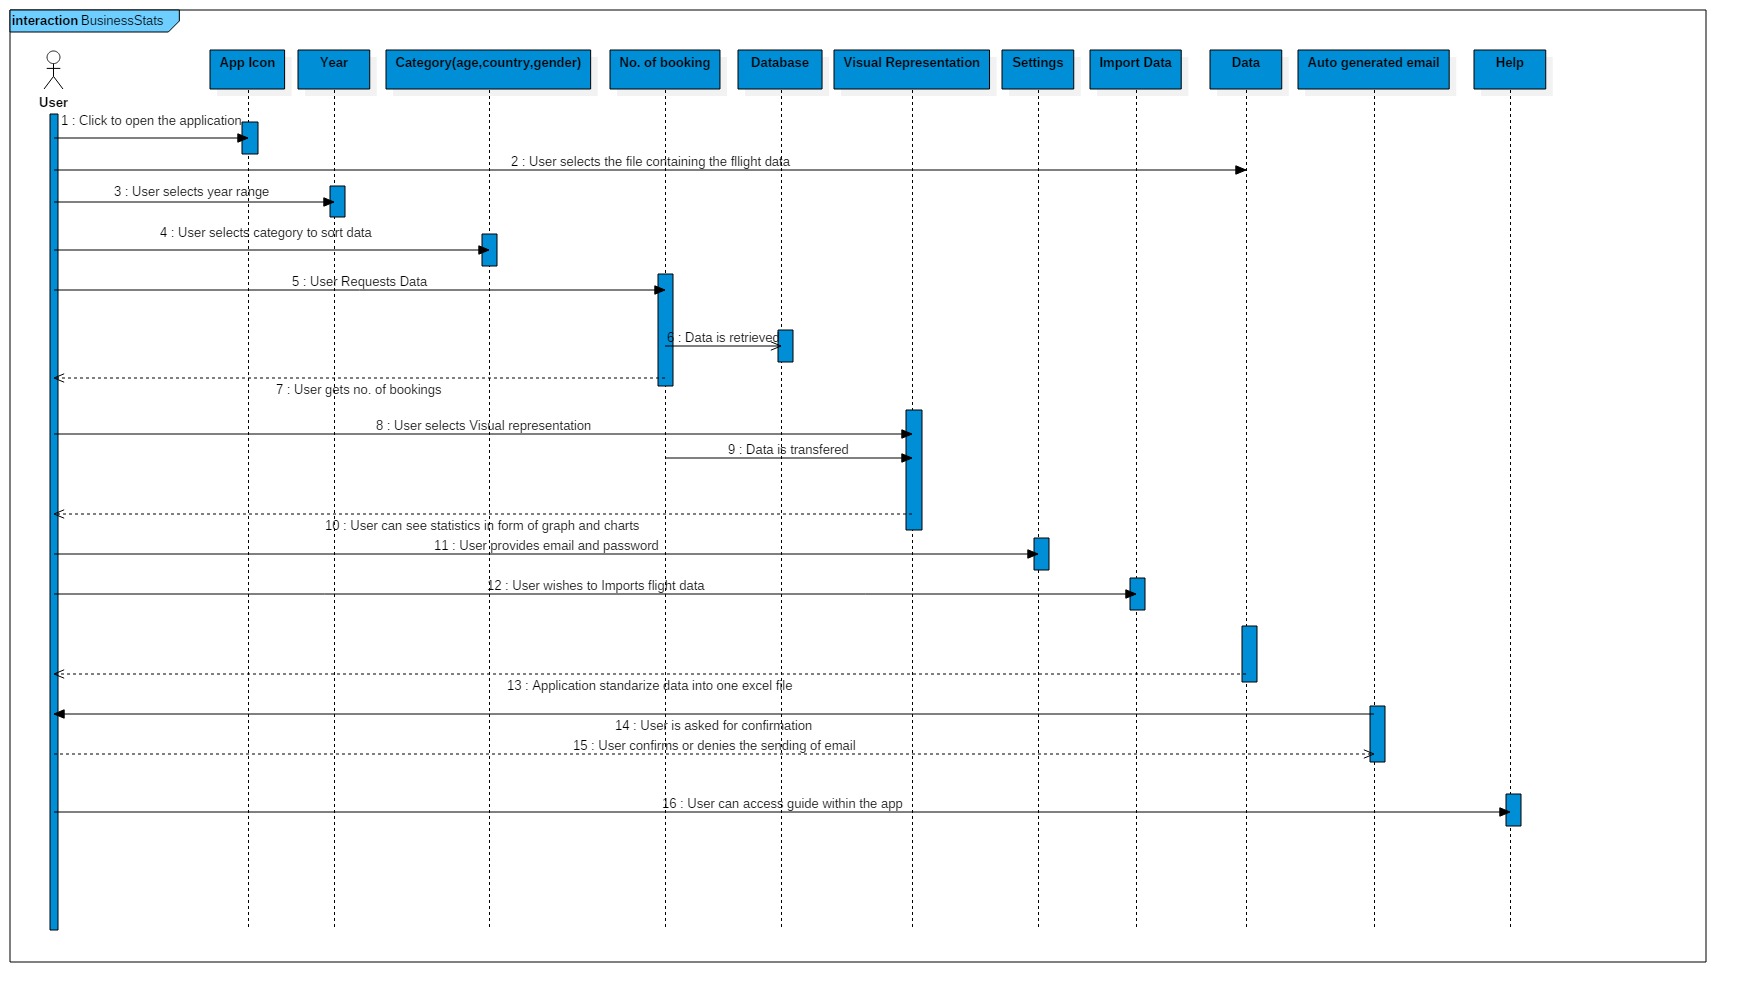 interaction BusinessStats
User
App Icon
Year
Category(age,country,gender)
No. of booking
Database
Visual Representation
Settings
Import Data
Data
Auto generated email
Help
1 : Click to open the application
2 : User selects the file containing the fllight data
3 : User selects year range
4 : User selects category to sort data
5 : User Requests Data
6 : Data is retrieved
7 : User gets no. of bookings
8 : User selects Visual representation
9 : Data is transfered
10 : User can see statistics in form of graph and charts
11 : User provides email and password
12 : User wishes to Imports flight data
13 : Application standarize data into one excel file
14 : User is asked for confirmation
15 : User confirms or denies the sending of email
16 : User can access guide within the app